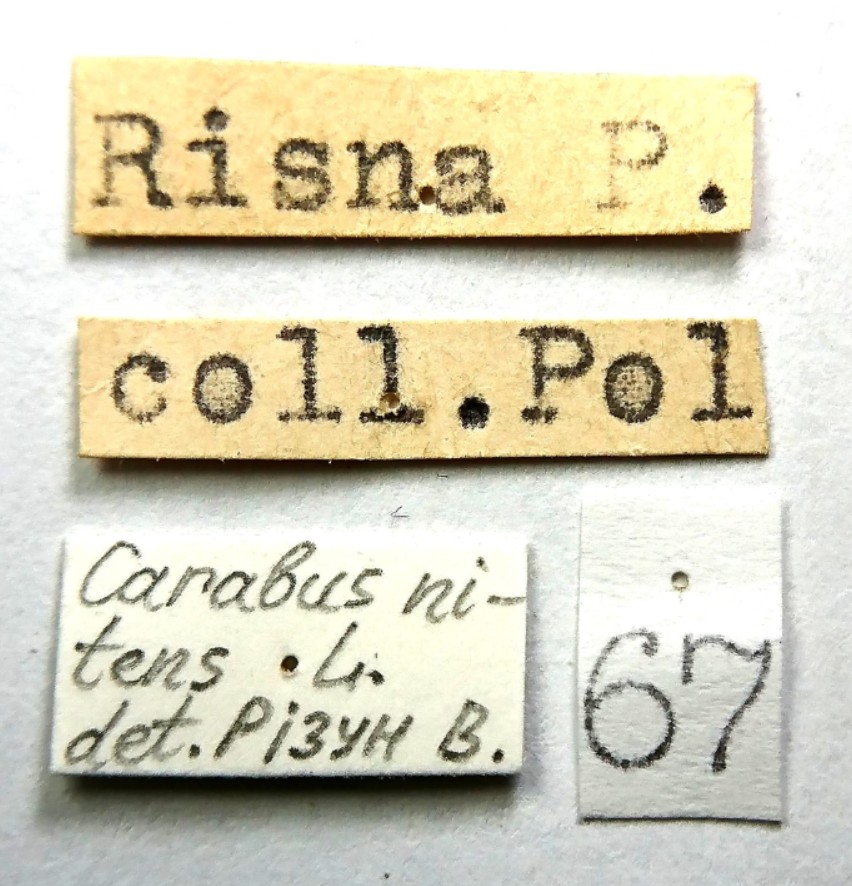 Risna P.
coll.Pol
Carabus ni-
tens L.
det. Різун В.
67